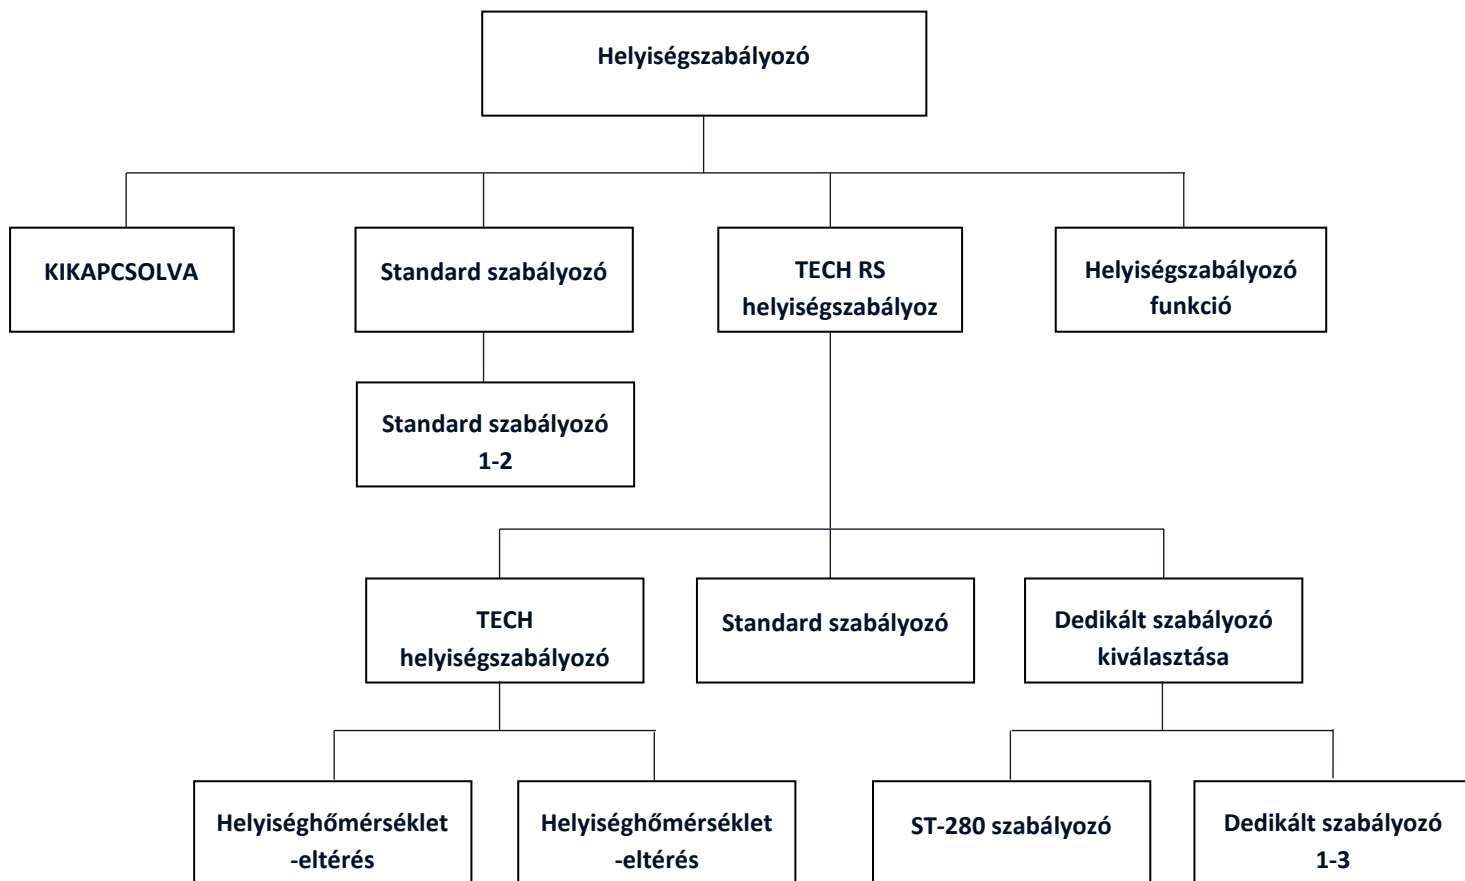 Helyiségszabályozó
KIKAPCSOLVA
Standard szabályozó
TECH RS
helyiségszabályoz
Helyiségszabályozó
funkció
Standard szabályozó
1-2
TECH
helyiségszabályozó
Standard szabályozó
Dedikált szabályozó
kiválasztása
Helyiséghőmérséklet
-eltérés
Helyiséghőmérséklet
-eltérés
ST-280 szabályozó
Dedikált szabályozó
1-3